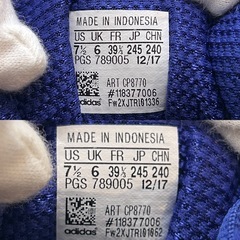 MADE IN INDONESIA
US UK FR JP CHN
7½ 6 39⅓ 245 240
PGS 789005 12/17
ART CP8770
#118377006
adidas FW2XJTRI91336
MADE IN INDONESIA
US UK FR JP CHN
7½ 6 39⅓ 245 240
PGS 789005 12/17
ART CP8770
#118377006
adidas